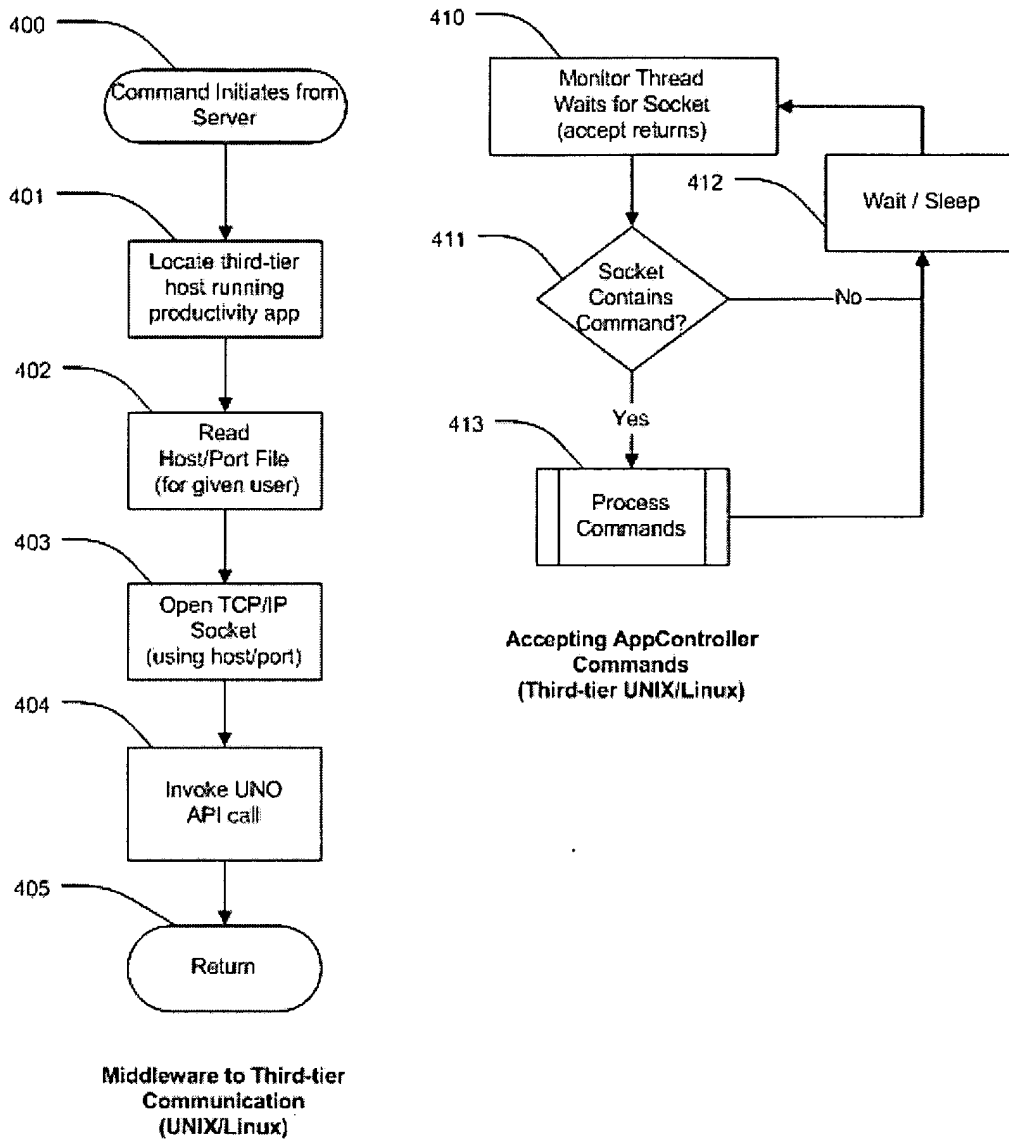 400
Command Initiates from
Server
401
Locate third-tier
host running
productivity app
402
Read
Host/Port File
(for given user)
403
Open TCP/IP
Socket
(using host/port)
404
Invoke UNO
API call
405
Return
Middleware to Third-tier
Communication
(UNIX/Linux)
410
Monitor Thread
Waits for Socket
(accept returns)
411
Socket
Contains
Command?
No
412
Wait / Sleep
Yes
413
Process
Commands
Accepting AppController
Commands
(Third-tier UNIX/Linux)